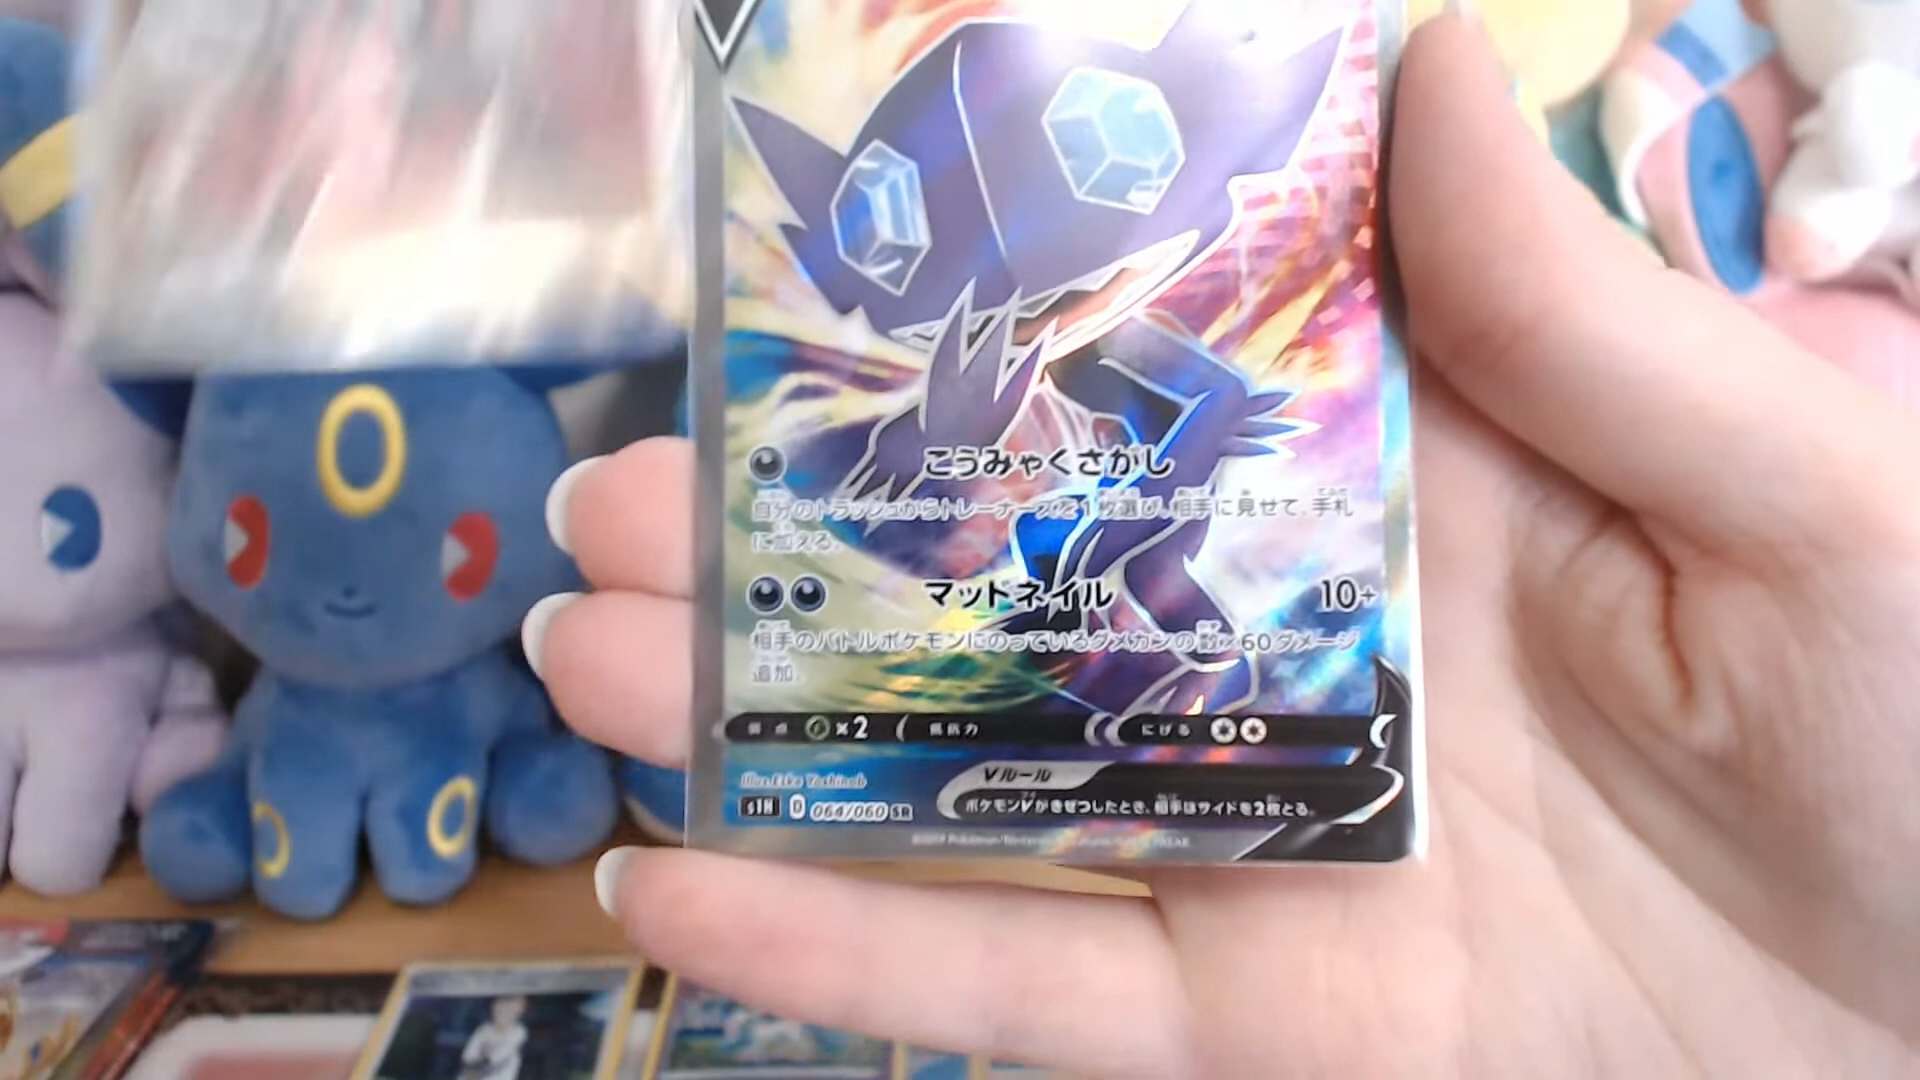 こうみゃくさがし
自分のトラッシュからトレーナーズを1枚選び、相手に見せて、手札
に加える。
マッドネイル 10+
相手のバトルポケモンにのっているダメカンの数×60ダメージ
追加。
弱点 ×2 抵抗力 にげる
Vルール
ポケモンVがきぜつしたとき、相手はサイドを2枚とる。
s1H D 064/060 SR